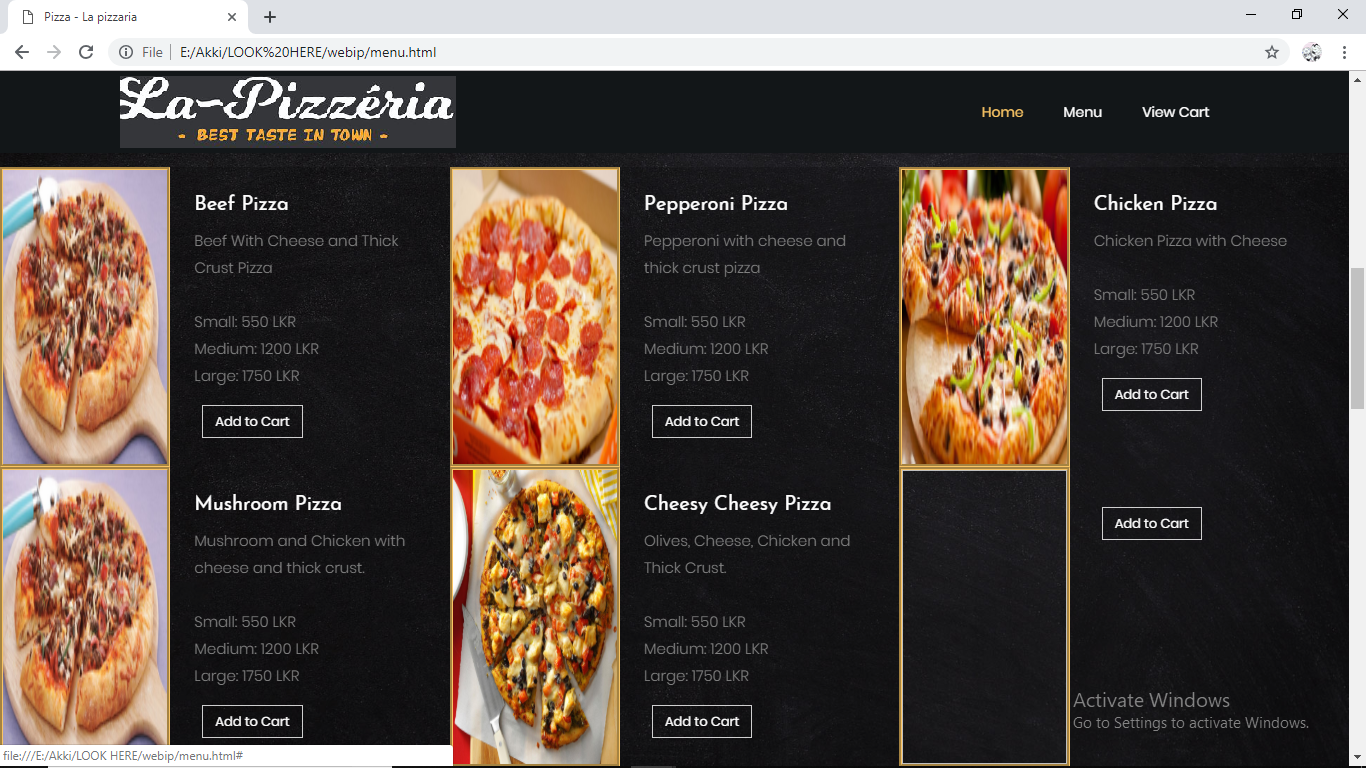 Pizza - La pizzaria
File
E:/Akki/LOOK%20HERE/webip/menu.html
La-Pizzéria
- BEST TASTE IN TOWN -
Home
Menu
View Cart
Beef Pizza
Beef With Cheese and Thick
Crust Pizza
Small: 550 LKR
Medium: 1200 LKR
Large: 1750 LKR
Add to Cart
Pepperoni Pizza
Pepperoni with cheese and
thick crust pizza
Small: 550 LKR
Medium: 1200 LKR
Large: 1750 LKR
Add to Cart
Chicken Pizza
Chicken Pizza with Cheese
Small: 550 LKR
Medium: 1200 LKR
Large: 1750 LKR
Add to Cart
Mushroom Pizza
Mushroom and Chicken with
cheese and thick crust.
Small: 550 LKR
Medium: 1200 LKR
Large: 1750 LKR
Add to Cart
Cheesy Cheesy Pizza
Olives, Cheese, Chicken and
Thick Crust.
Small: 550 LKR
Medium: 1200 LKR
Large: 1750 LKR
Add to Cart
Add to Cart
Activate Windows
Go to Settings to activate Windows.
file:///E:/Akki/LOOK HERE/webip/menu.html#